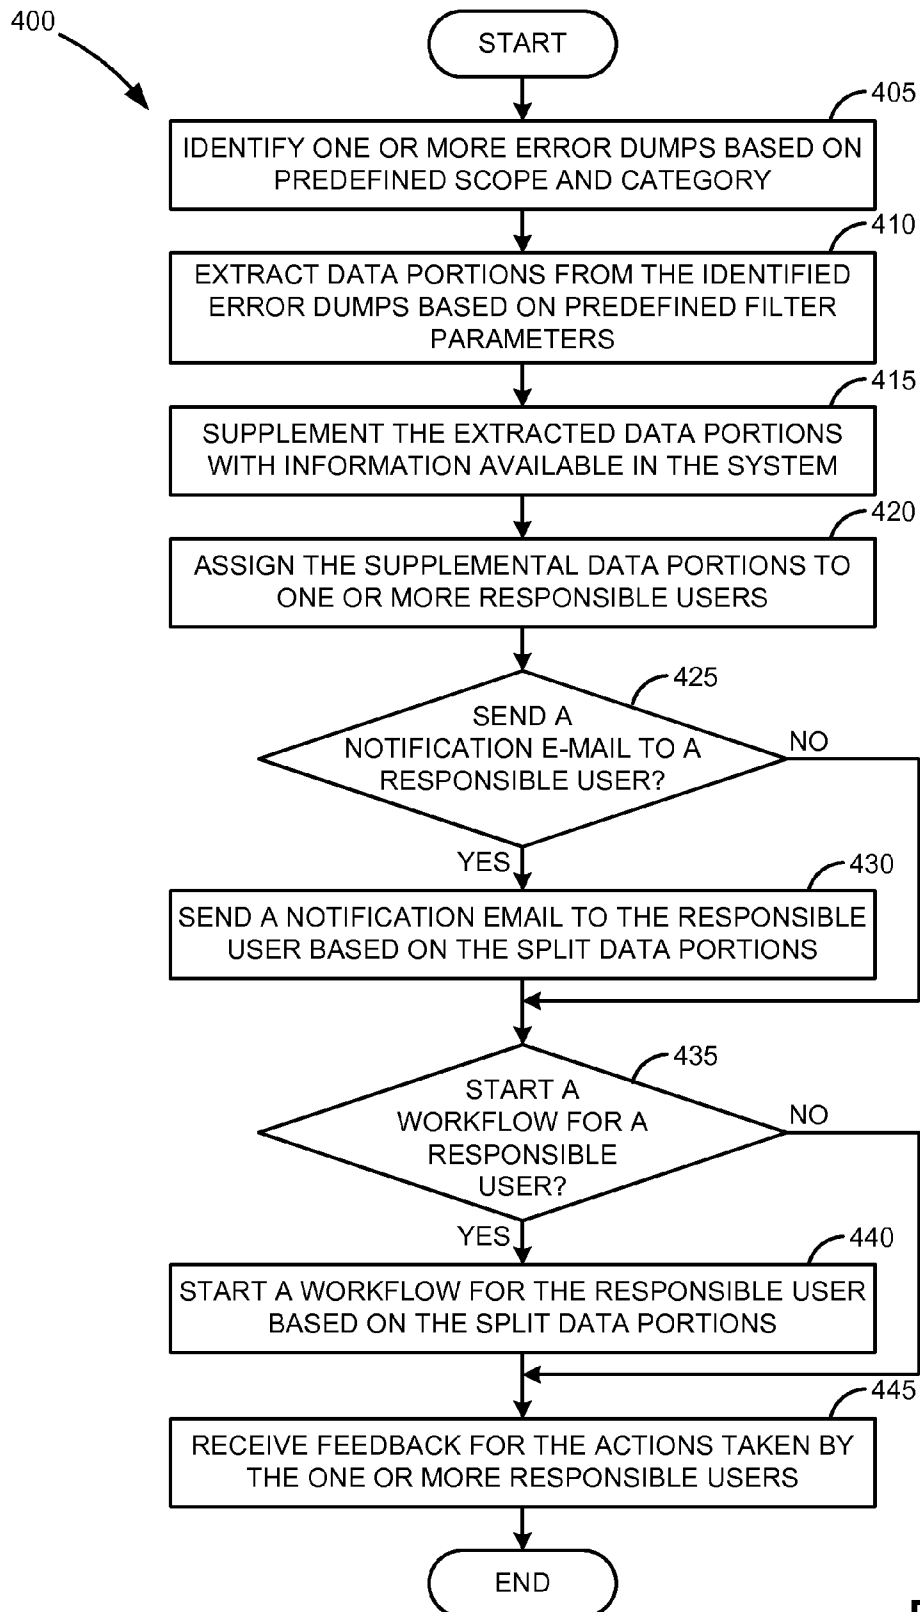 400
START
405
IDENTIFY ONE OR MORE ERROR DUMPS BASED ON
PREDEFINED SCOPE AND CATEGORY
410
EXTRACT DATA PORTIONS FROM THE IDENTIFIED
ERROR DUMPS BASED ON PREDEFINED FILTER
PARAMETERS
415
SUPPLEMENT THE EXTRACTED DATA PORTIONS
WITH INFORMATION AVAILABLE IN THE SYSTEM
420
ASSIGN THE SUPPLEMENTAL DATA PORTIONS TO
ONE OR MORE RESPONSIBLE USERS
425
SEND A
NOTIFICATION E-MAIL TO A
RESPONSIBLE USER?
NO
YES
430
SEND A NOTIFICATION EMAIL TO THE RESPONSIBLE
USER BASED ON THE SPLIT DATA PORTIONS
435
START A
WORKFLOW FOR A
RESPONSIBLE
USER?
NO
YES
440
START A WORKFLOW FOR THE RESPONSIBLE USER
BASED ON THE SPLIT DATA PORTIONS
445
RECEIVE FEEDBACK FOR THE ACTIONS TAKEN BY
THE ONE OR MORE RESPONSIBLE USERS
END